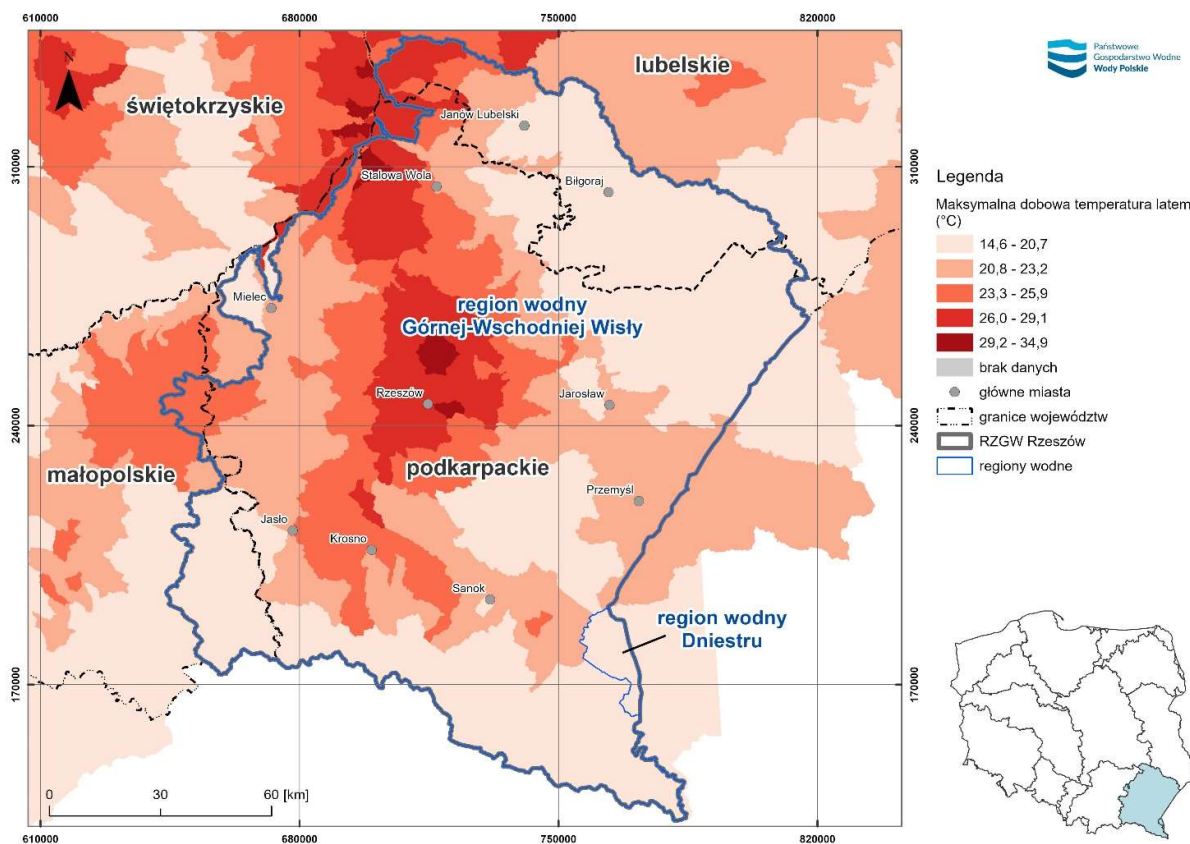 610000
680000
750000
820000
świętokrzyskie
lubelskie
N
Państwowe
Gospodarstwo Wodne
Wody Polskie
Janów Lubelski
310000
310000
Stalowa Wola
Biłgoraj
Mielec
region wodny
Górnej-Wschodniej Wisły
Rzeszów
Jarosław
240000
240000
małopolskie
podkarpackie
Przemyśl
Jasło
Krosno
Sanok
region wodny
Dniestru
170000
170000
0
30
60 [km]
610000
680000
750000
820000
Legenda
Maksymalna dobowa temperatura latem
(°C)
14,6 - 20,7
20,8 - 23,2
23,3 - 25,9
26,0 - 29,1
29,2 - 34,9
brak danych
główne miasta
granice województw
RZGW Rzeszów
regiony wodne